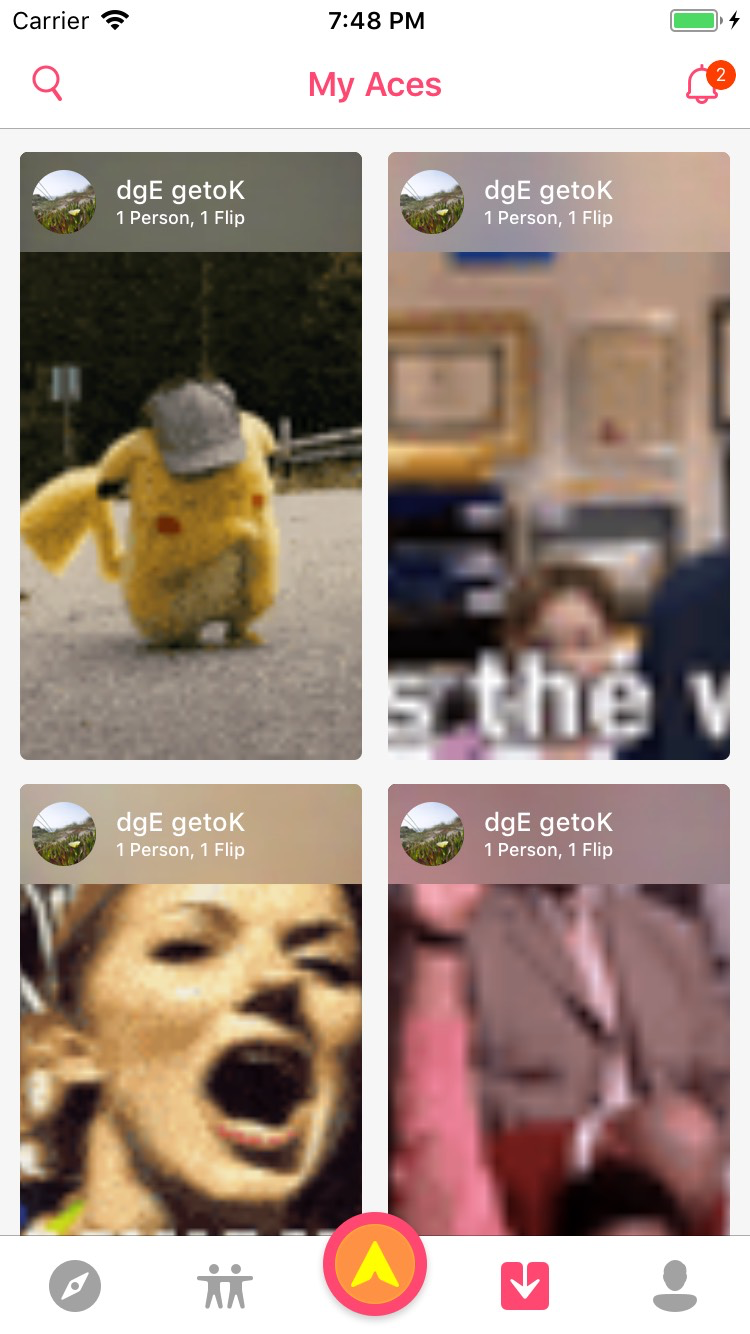 Carrier 7:48 PM
My Aces 2
dgE getoK
1 Person, 1 Flip
dgE getoK
1 Person, 1 Flip
s the
dgE getoK
1 Person, 1 Flip
dgE getoK
1 Person, 1 Flip